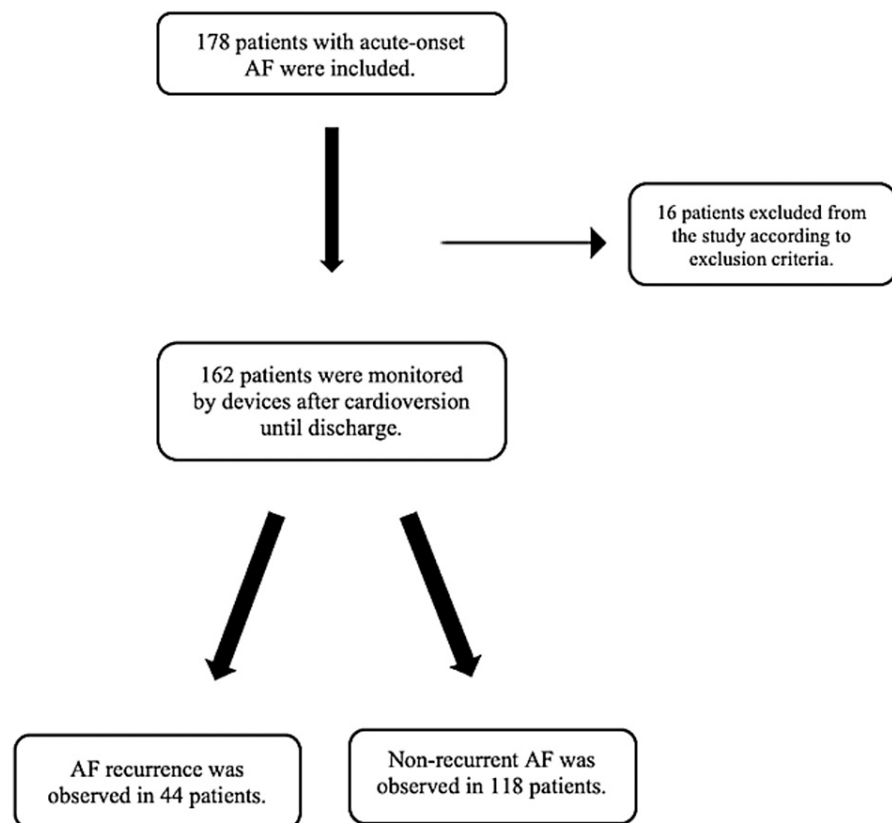 178 patients with acute-onset
AF were included.
16 patients excluded from
the study according to
exclusion criteria.
162 patients were monitored
by devices after cardioversion
until discharge.
AF recurrence was
observed in 44 patients.
Non-recurrent AF was
observed in 118 patients.